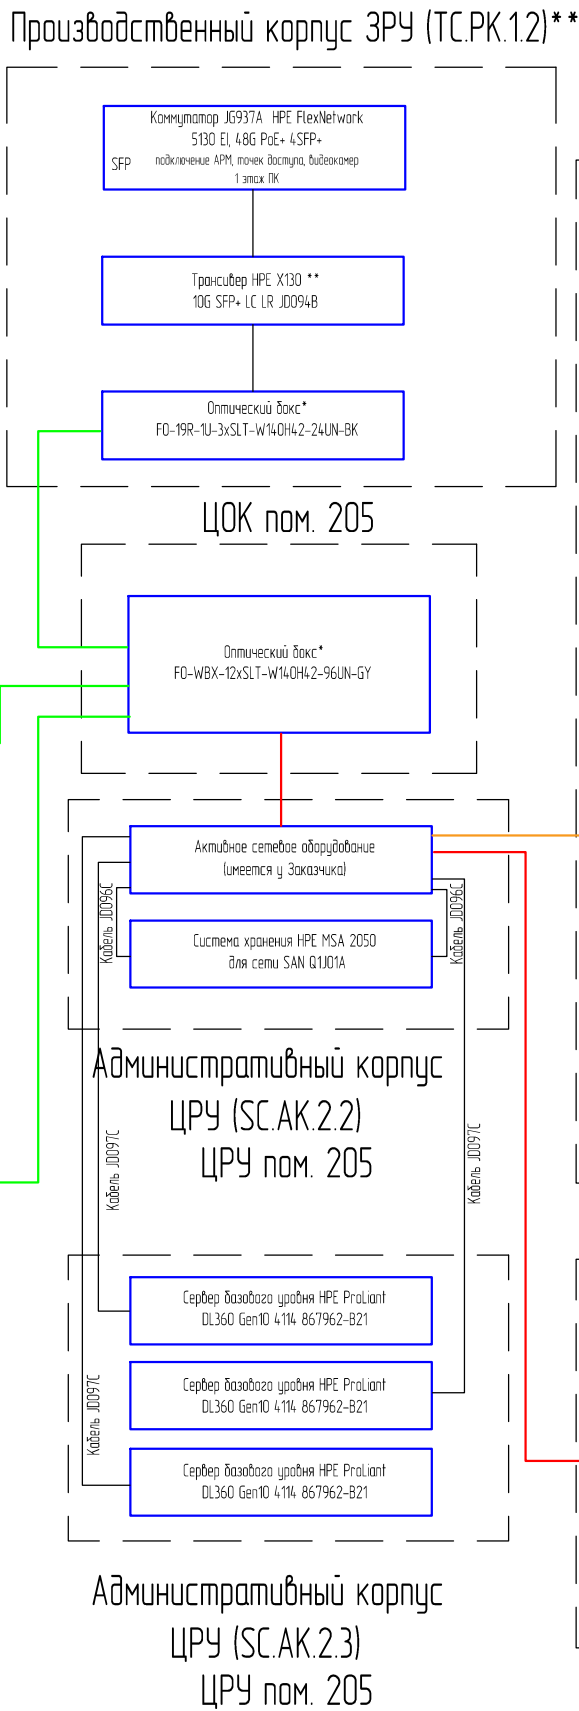 Производственный корпус ЗРУ (ТС.РК.1.2)**
Коммутатор JG937A HPE FlexNetwork
5130 EI, 48G PoE+ 4SFP+
SFP
подключение АРМ, точек доступа, видеокамер
1 этаж ПК
Трансивер HPE X130 **
10G SFP+ LC LR JD094B
Оптический бокс*
FO-19R-1U-3xSLT-W140H42-24UN-BK
ЦОК пом. 205
Оптический бокс*
FO-WBX-12xSLT-W140H42-96UN-GY
Активное сетевое оборудование
(имеется у Заказчика)
Кабель JD096C
Кабель JD096C
Система хранения HPE MSA 2050
для сети SAN Q1J01A
Административный корпус
ЦРУ (SC.AK.2.2)
ЦРУ пом. 205
Кабель JD097C
Кабель JD097C
Сервер базового уровня HPE ProLiant
DL360 Gen10 4114 867962-B21
Сервер базового уровня HPE ProLiant
DL360 Gen10 4114 867962-B21
Кабель JD097C
Сервер базового уровня HPE ProLiant
DL360 Gen10 4114 867962-B21
Административный корпус
ЦРУ (SC.AK.2.3)
ЦРУ пом. 205